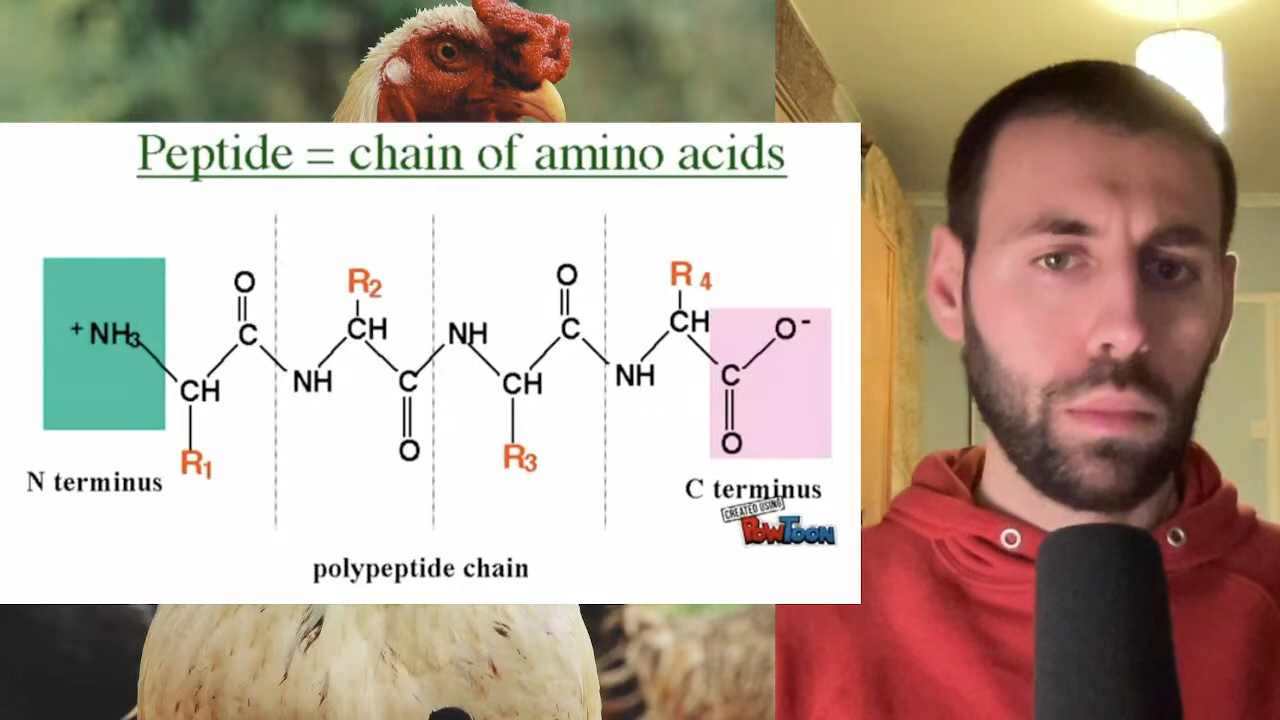 Peptide = chain of amino acids
O R₂ O R ₄
⁺ NH₃ C CH NH C CH O⁻
CH NH C CH NH C
R₁ O R₃ O
N terminus C terminus
CREATED USING
POWTOON
polypeptide chain